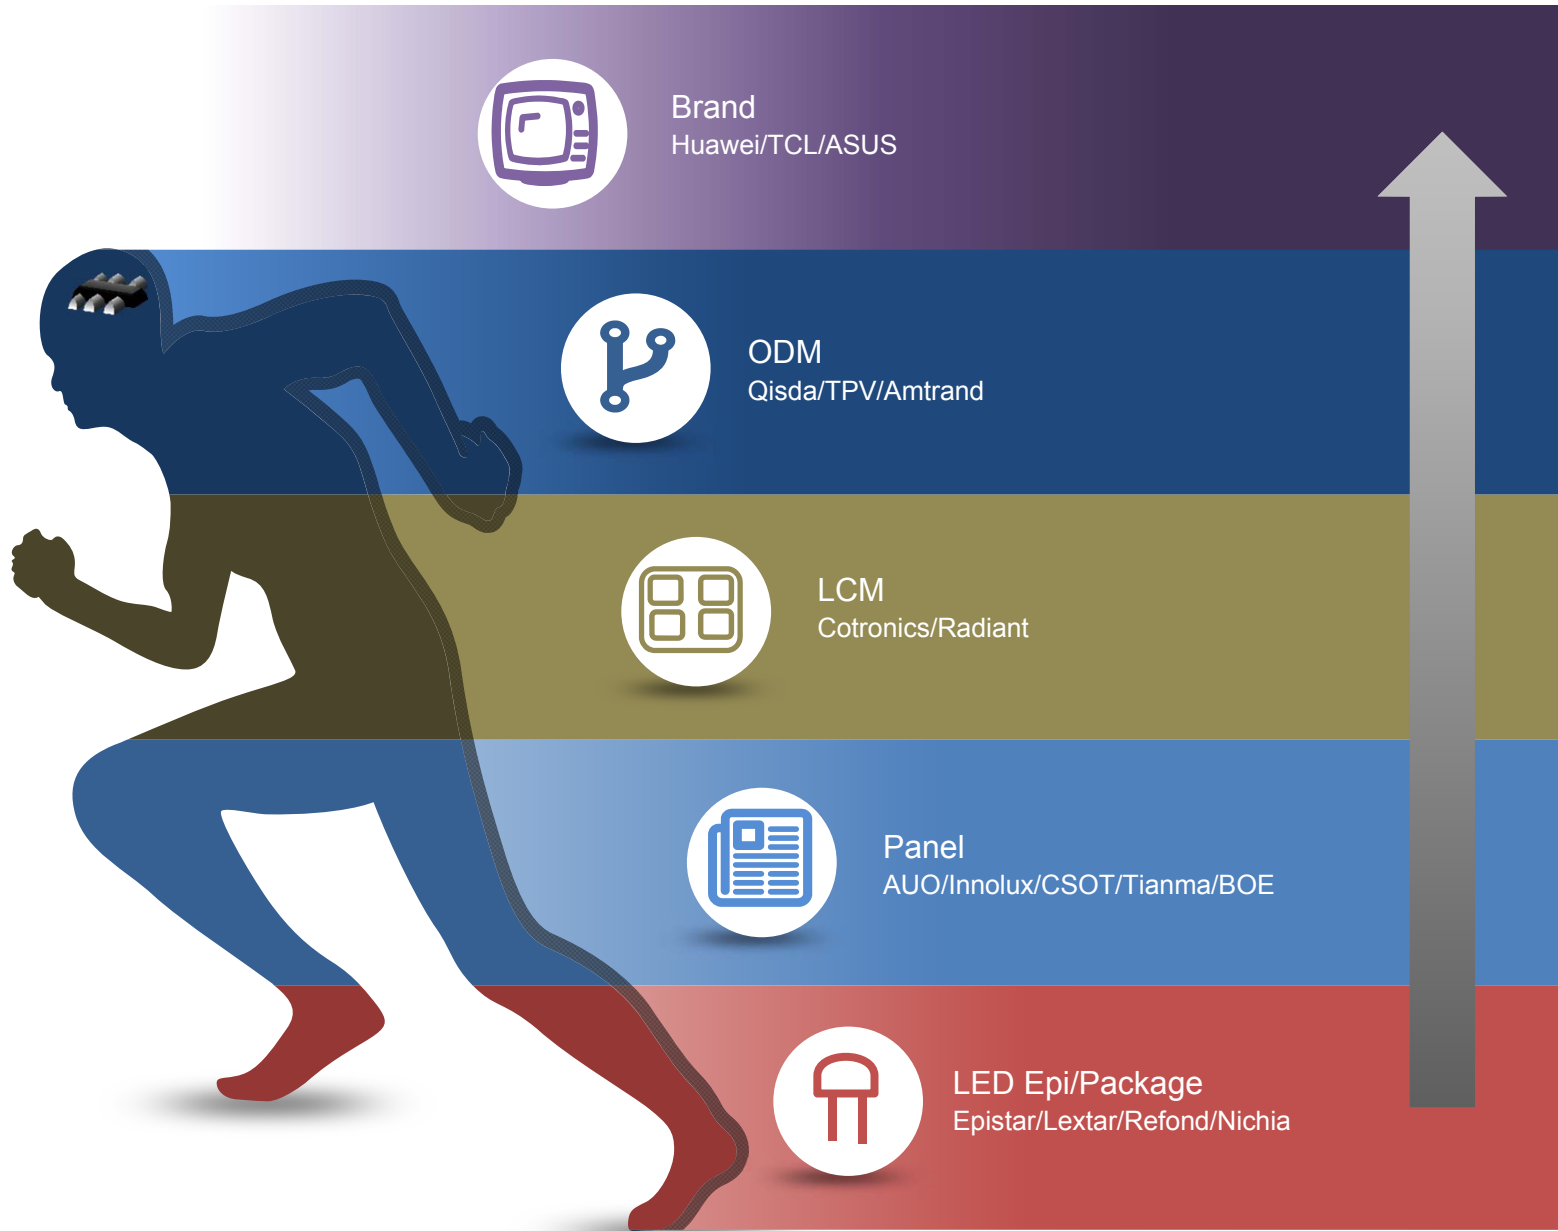 Brand
Huawei/TCL/ASUS
ODM
Qisda/TPV/Amtrand
LCM
Cotronics/Radiant
Panel
AUO/Innolux/CSOT/Tianma/BOE
LED Epi/Package
Epistar/Lextar/Refond/Nichia